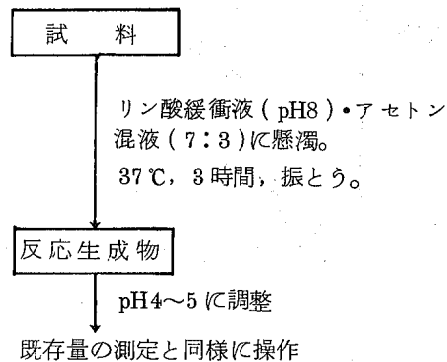 試料
リン酸緩衝液(pH8)・アセトン
混液(7:3)に懸濁。
37℃,3時間,振とう。
反応生成物
pH4~5に調整
既存量の測定と同様に操作